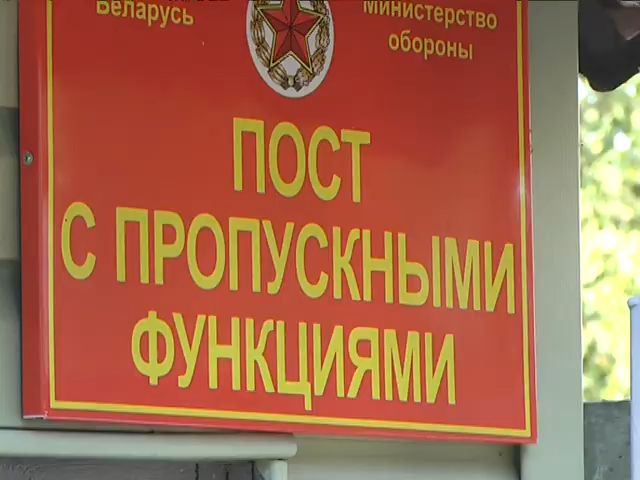 Беларусь
Министерство
обороны
ПОСТ
С ПРОПУСКНЫМИ
ФУНКЦИЯМИ